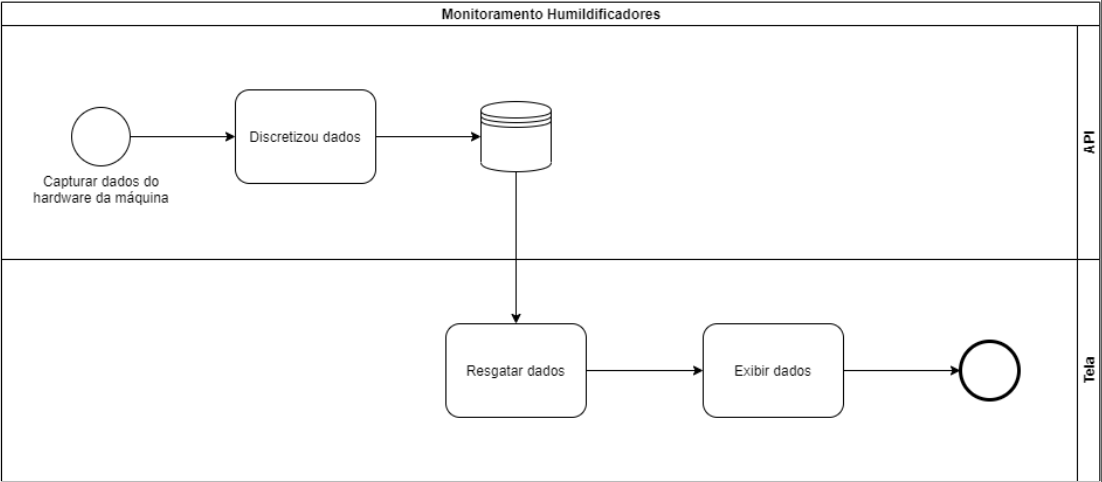 Monitoramento Humildificadores
API
Discretizou dados
Capturar dados do
hardware da máquina
Tela
Resgatar dados
Exibir dados